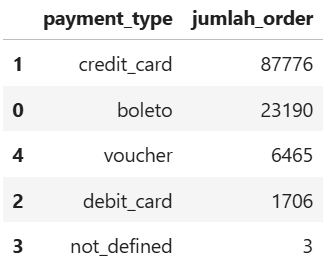 payment_type jumlah_order
1 credit_card 87776
0 boleto 23190
4 voucher 6465
2 debit_card 1706
3 not_defined 3